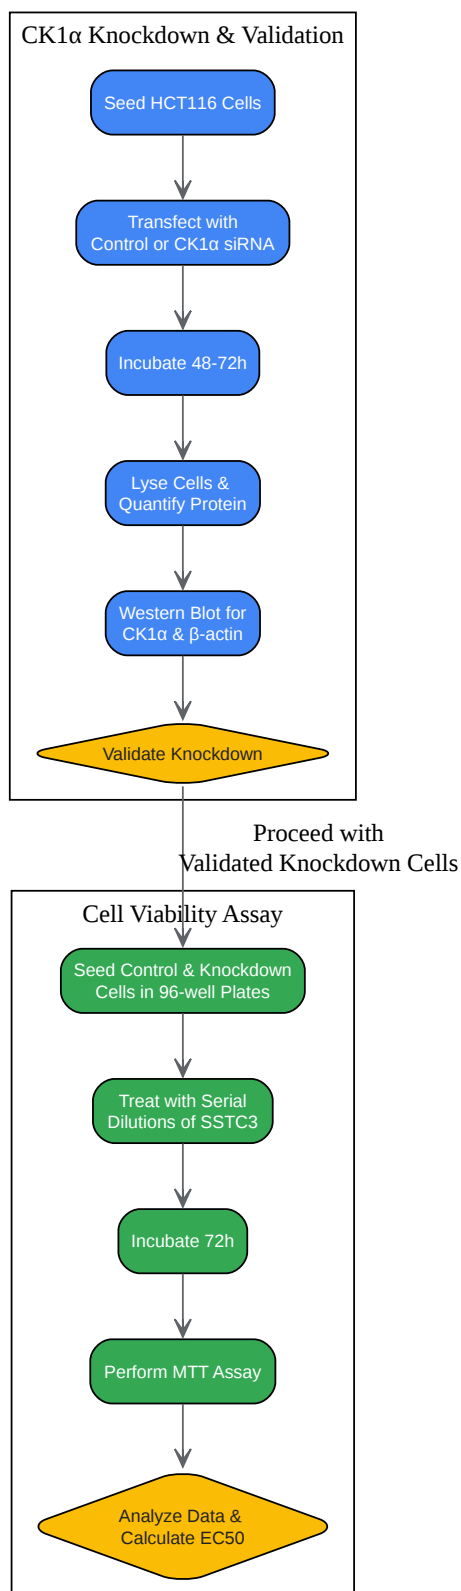 CK1α Knockdown & Validation
Seed HCT116 Cells
Transfect with
Control or CK1α siRNA
Incubate 48-72h
Lyse Cells &
Quantify Protein
Western Blot for
CK1α & β-actin
Validate Knockdown
Proceed with
Validated Knockdown Cells
Cell Viability Assay
Seed Control & Knockdown
Cells in 96-well Plates
Treat with Serial
Dilutions of SSTC3
Incubate 72h
Perform MTT Assay
Analyze Data &
Calculate EC50